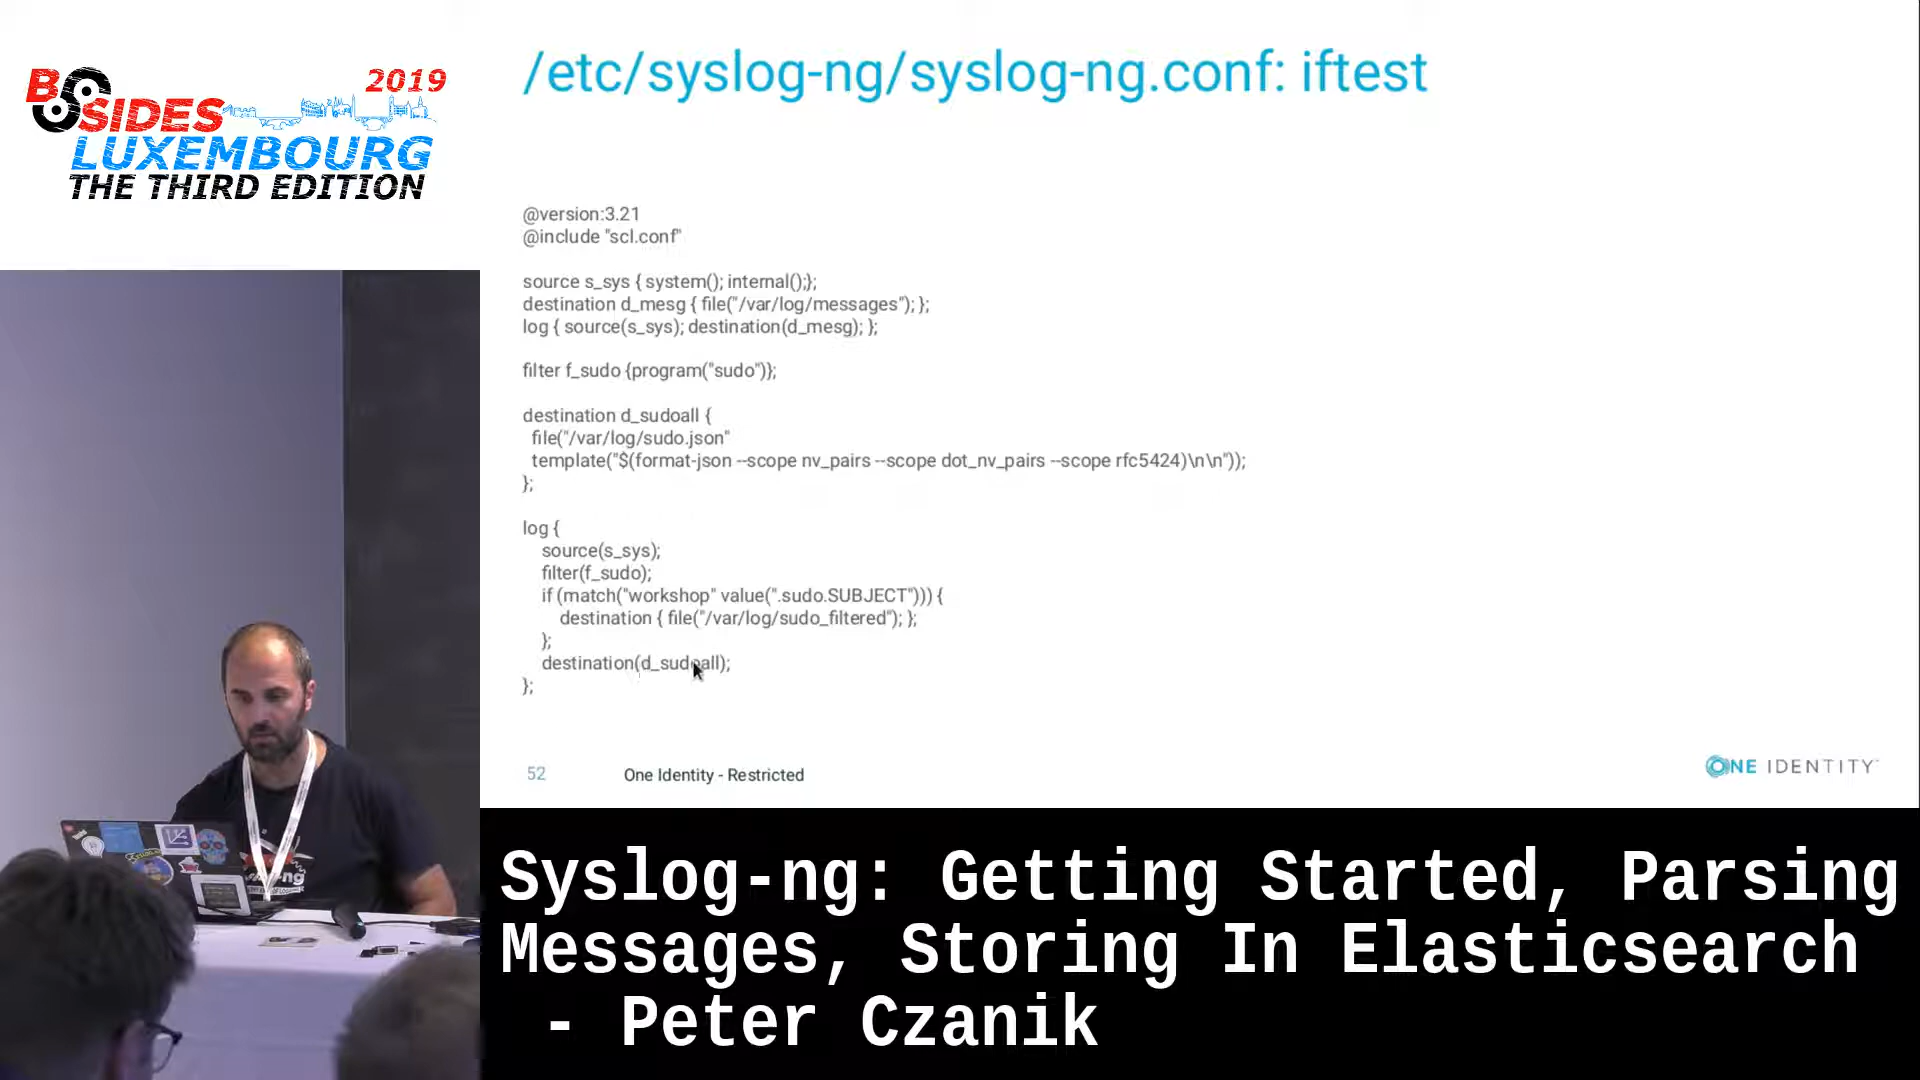 2019
BSIDES
LUXEMBOURG
THE THIRD EDITION
/etc/syslog-ng/syslog-ng.conf: iftest
@version:3.21
@include "scl.conf"
source s_sys { system(); internal();};
destination d_mesg { file("/var/log/messages"); };
log { source(s_sys); destination(d_mesg); };
filter f_sudo {program("sudo")};
destination d_sudoall {
file("/var/log/sudo.json"
template("$(format-json --scope nv_pairs --scope dot_nv_pairs --scope rfc5424)\n\n"));
};
log {
source(s_sys);
filter(f_sudo);
if (match("workshop" value(".sudo.SUBJECT"))) {
destination { file("/var/log/sudo_filtered"); };
};
destination(d_sudoall);
};
52
One Identity - Restricted
ONE IDENTITY
Syslog-ng: Getting Started, Parsing
Messages, Storing In Elasticsearch
- Peter Czanik